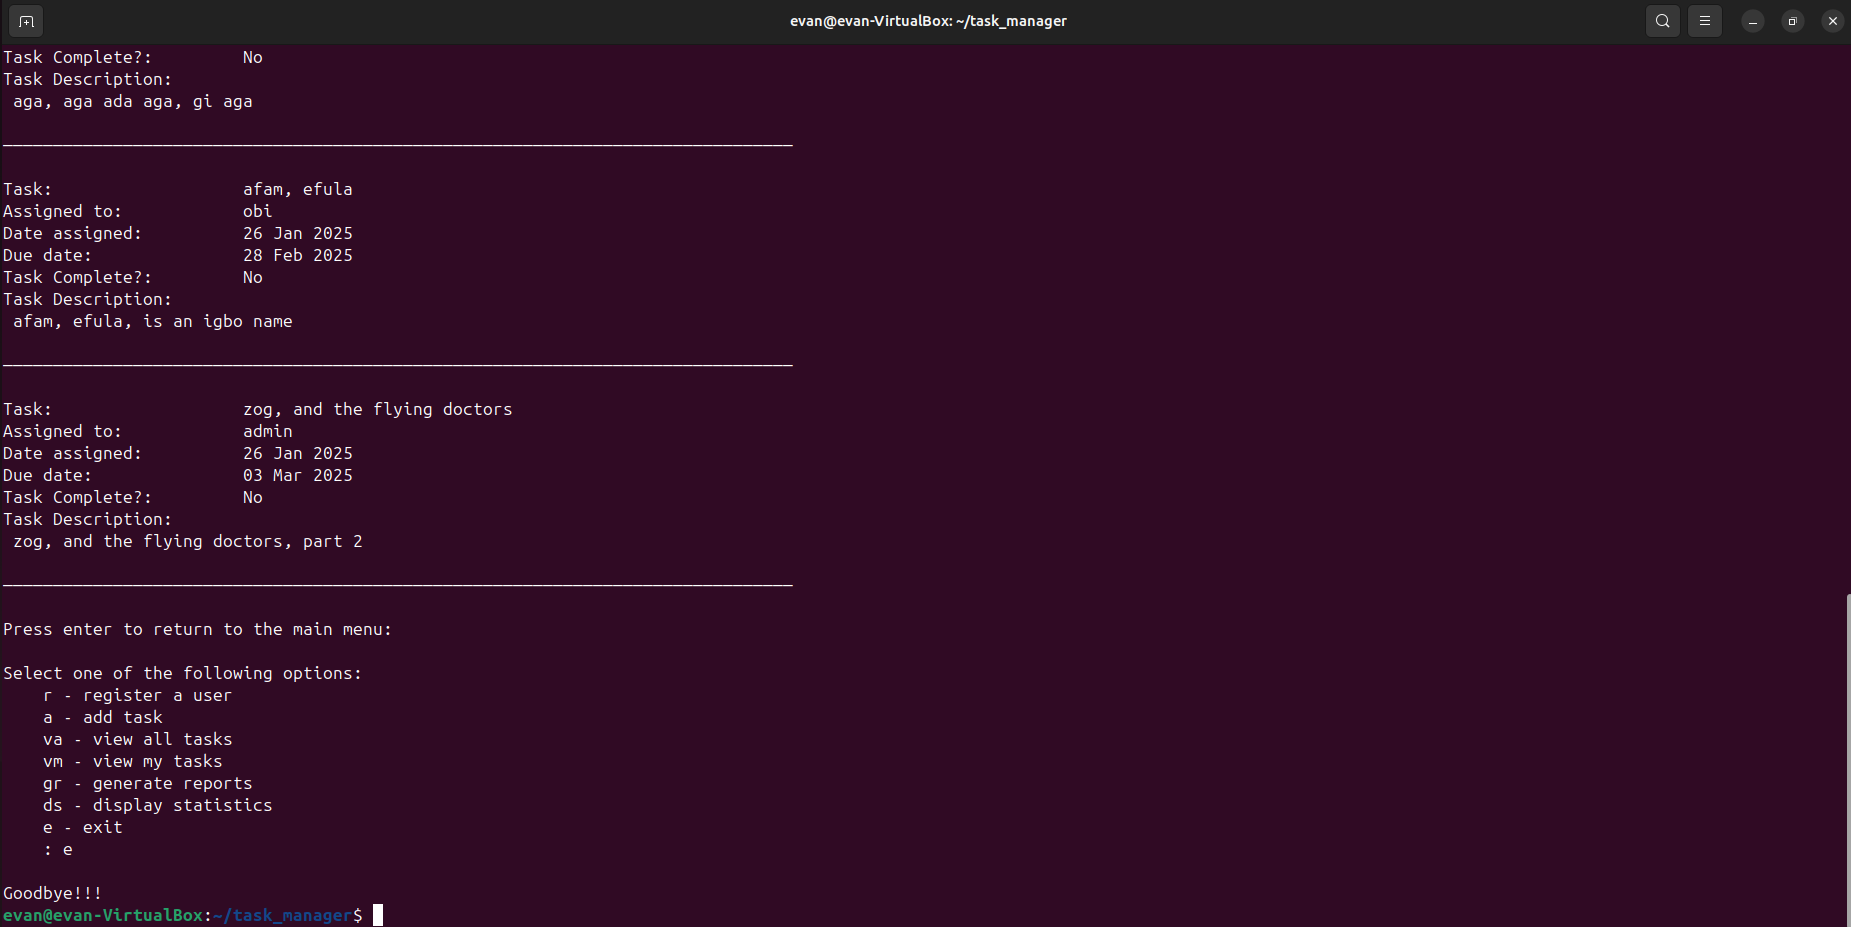 evan@evan-VirtualBox: ~/task_manager
Task Complete?: No
Task Description:
aga, aga ada aga, gi aga
Task: afam, efula
Assigned to: obi
Date assigned: 26 Jan 2025
Due date: 28 Feb 2025
Task Complete?: No
Task Description:
afam, efula, is an igbo name
Task: zog, and the flying doctors
Assigned to: admin
Date assigned: 26 Jan 2025
Due date: 03 Mar 2025
Task Complete?: No
Task Description:
zog, and the flying doctors, part 2
Press enter to return to the main menu:
Select one of the following options:
r - register a user
a - add task
va - view all tasks
vm - view my tasks
gr - generate reports
ds - display statistics
e - exit
: e
Goodbye!!!
evan@evan-VirtualBox:~/task_manager$